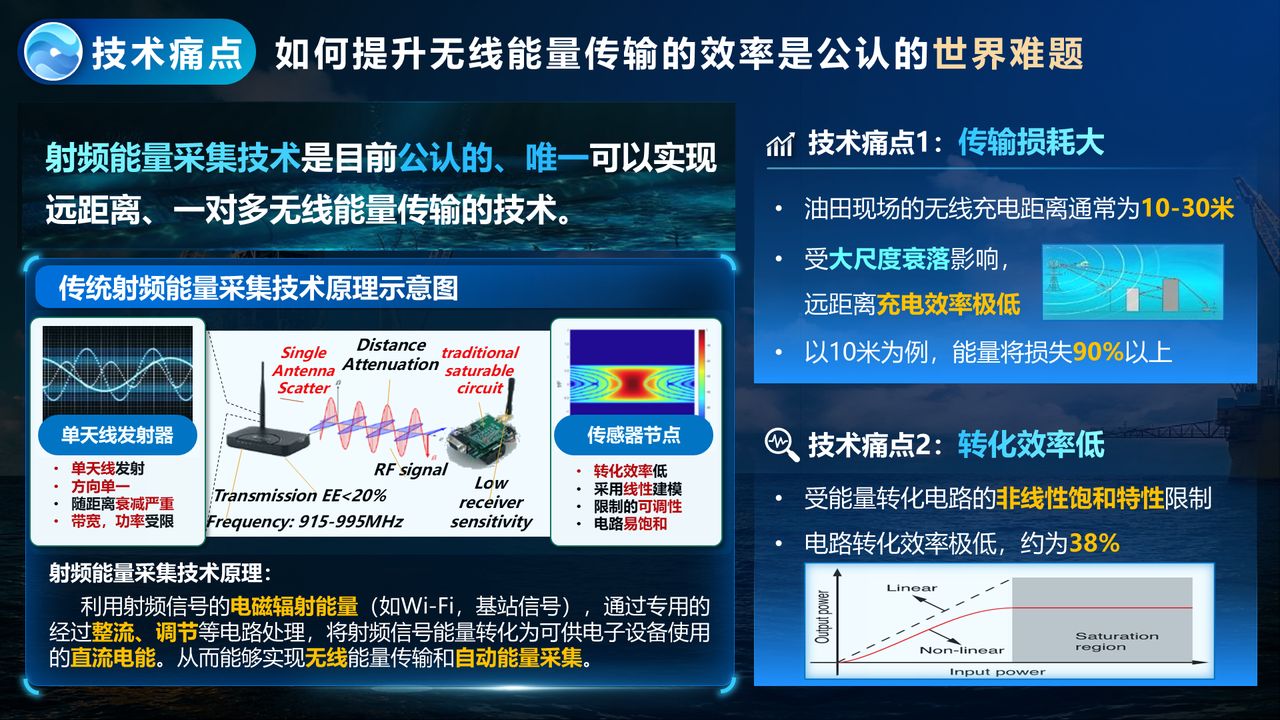 技术痛点
如何提升无线能量传输的效率是公认的世界难题
射频能量采集技术是目前公认的、唯一可以实现
远距离、一对多无线能量传输的技术。
传统射频能量采集技术原理示意图
单天线发射器
• 单天线发射
• 方向单一
• 随距离衰减严重
• 带宽，功率受限
Single
Antenna
Scatter
Distance
Attenuation
traditional
saturable
circuit
RF signal
Transmission EE<20%
Frequency: 915-995MHz
Low
receiver
sensitivity
传感器节点
• 转化效率低
• 采用线性建模
• 限制的可调性
• 电路易饱和
射频能量采集技术原理：
利用射频信号的电磁辐射能量（如Wi-Fi，基站信号），通过专用的
经过整流、调节等电路处理，将射频信号能量转化为可供电子设备使用
的直流电能。从而能够实现无线能量传输和自动能量采集。
技术痛点1：传输损耗大
• 油田现场的无线充电距离通常为10-30米
• 受大尺度衰落影响，
远距离充电效率极低
• 以10米为例，能量将损失90%以上
技术痛点2：转化效率低
• 受能量转化电路的非线性饱和特性限制
• 电路转化效率极低，约为38%
Output power
Linear
Non-linear
Saturation
region
Input power